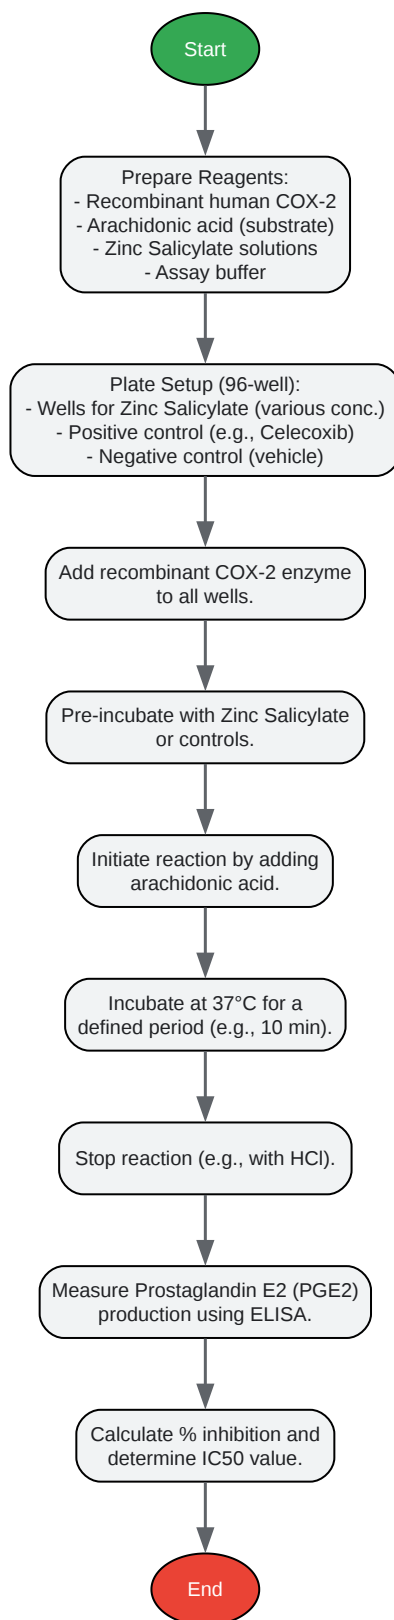 Start
Prepare Reagents:
- Recombinant human COX-2
- Arachidonic acid (substrate)
- Zinc Salicylate solutions
- Assay buffer
Plate Setup (96-well):
- Wells for Zinc Salicylate (various conc.)
- Positive control (e.g., Celecoxib)
- Negative control (vehicle)
Add recombinant COX-2 enzyme
to all wells.
Pre-incubate with Zinc Salicylate
or controls.
Initiate reaction by adding
arachidonic acid.
Incubate at 37°C for a
defined period (e.g., 10 min).
Stop reaction (e.g., with HCl).
Measure Prostaglandin E2 (PGE2)
production using ELISA.
Calculate % inhibition and
determine IC50 value.
End